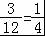 3/12 = 1/4